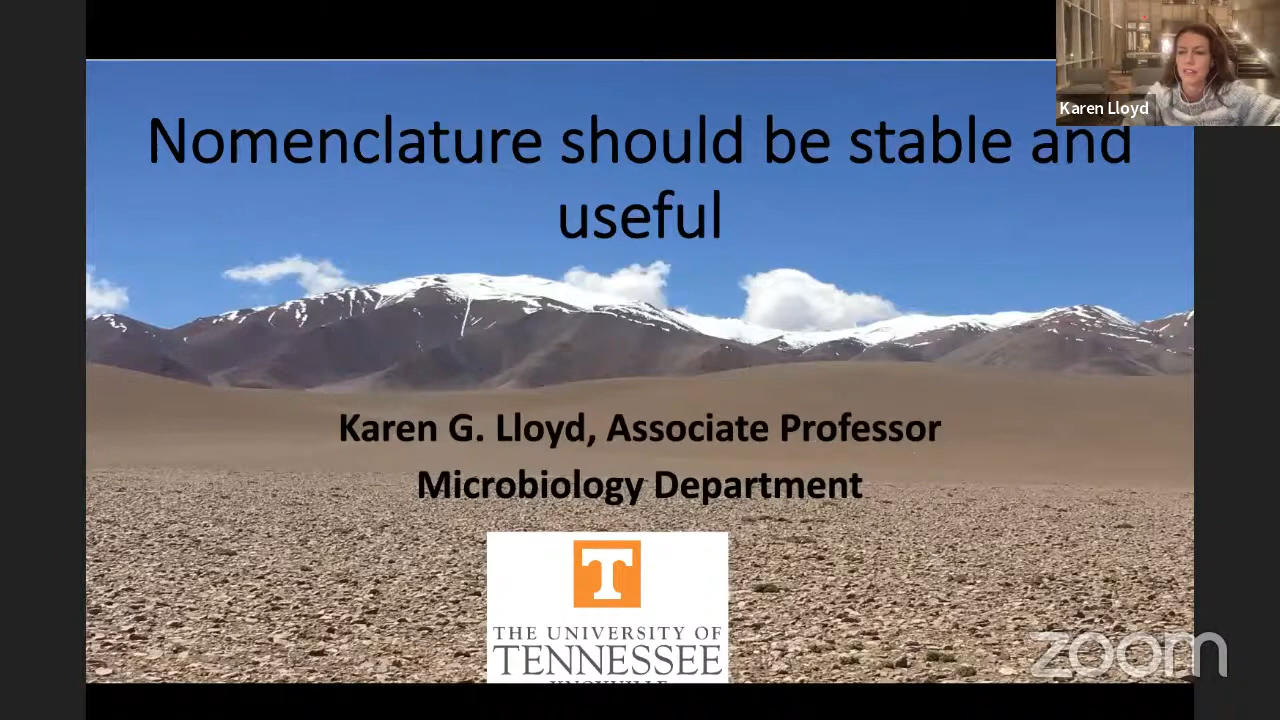 Karen Lloyd
Nomenclature should be stable and
useful
Karen G. Lloyd, Associate Professor
Microbiology Department
T
THE UNIVERSITY OF
TENNESSEE
KNOXVILLE
zoom